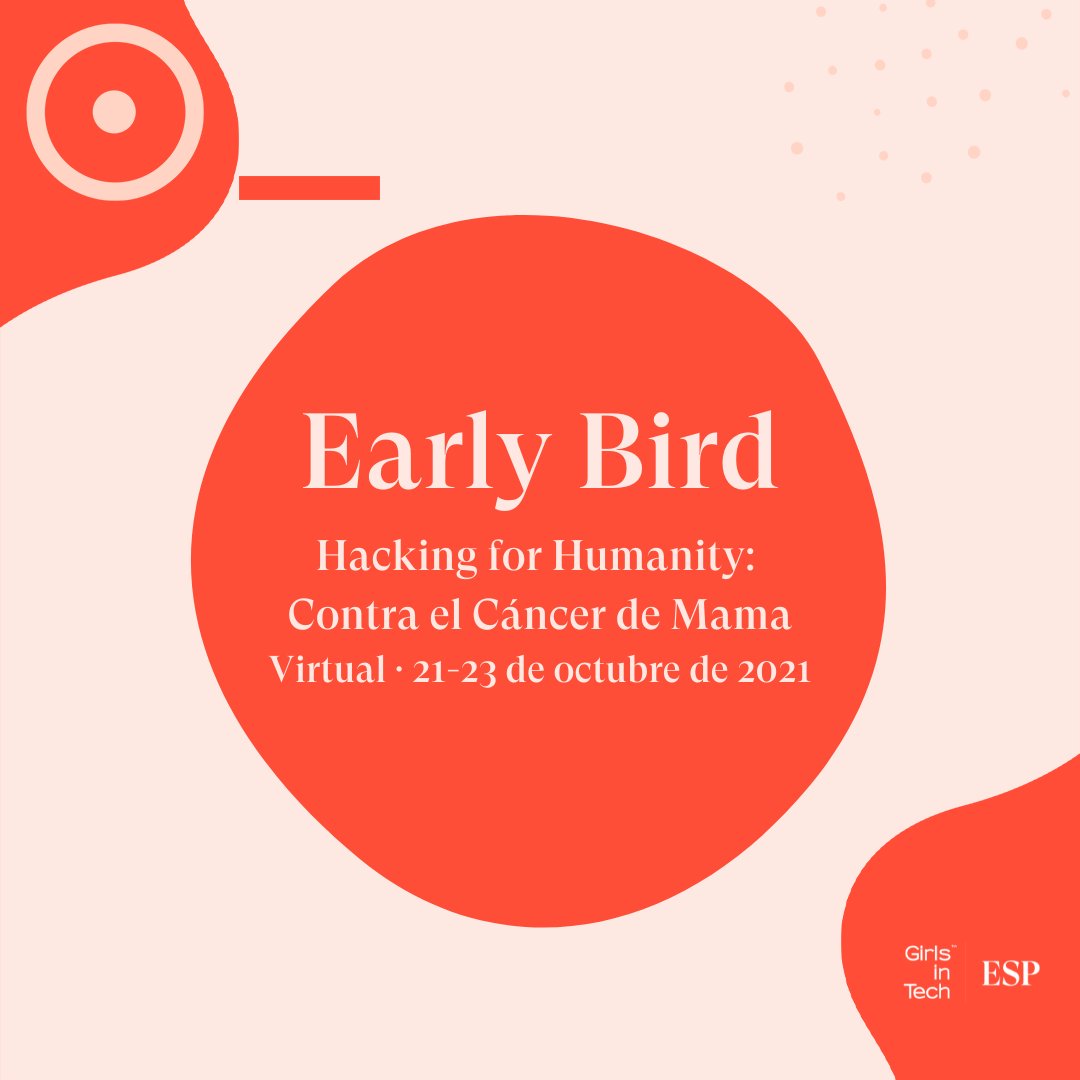 Early Bird
Hacking for Humanity:
Contra el Cáncer de Mama
Virtual · 21-23 de octubre de 2021
Girls™
in
Tech
ESP